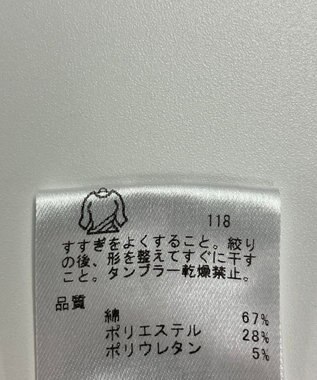 118
すすぎをよくすること。絞り
の後、形を整えてすぐに干す
こと。タンブラー乾燥禁止。
品質
綿 67%
ポリエステル 28%
ポリウレタン 5%